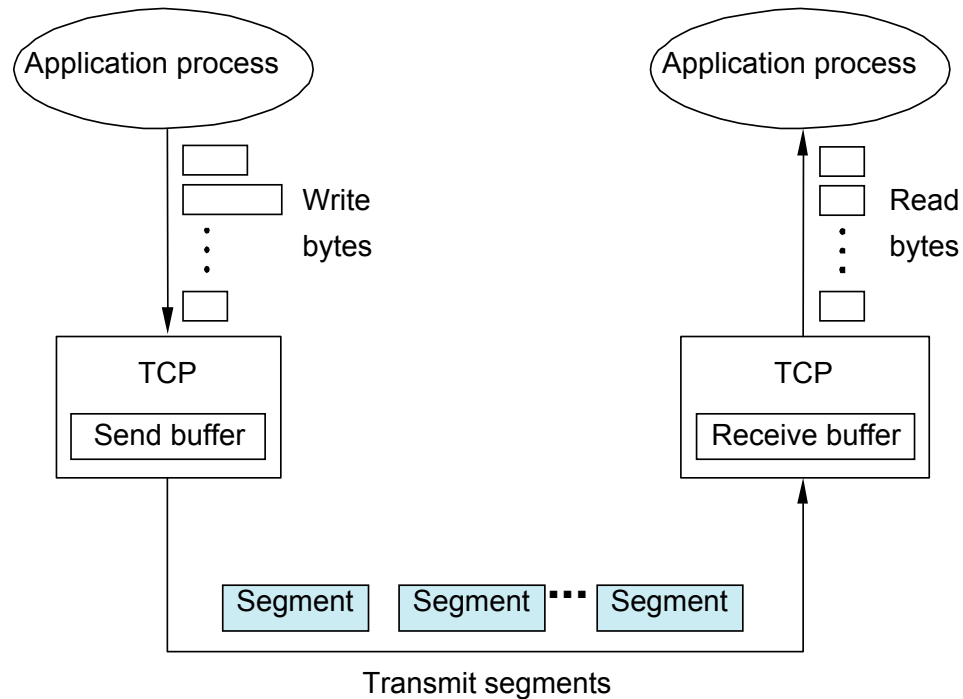 Application process
Application process
Write
bytes
Read
bytes
TCP
Send buffer
TCP
Receive buffer
Segment
Segment
Segment
Transmit segments